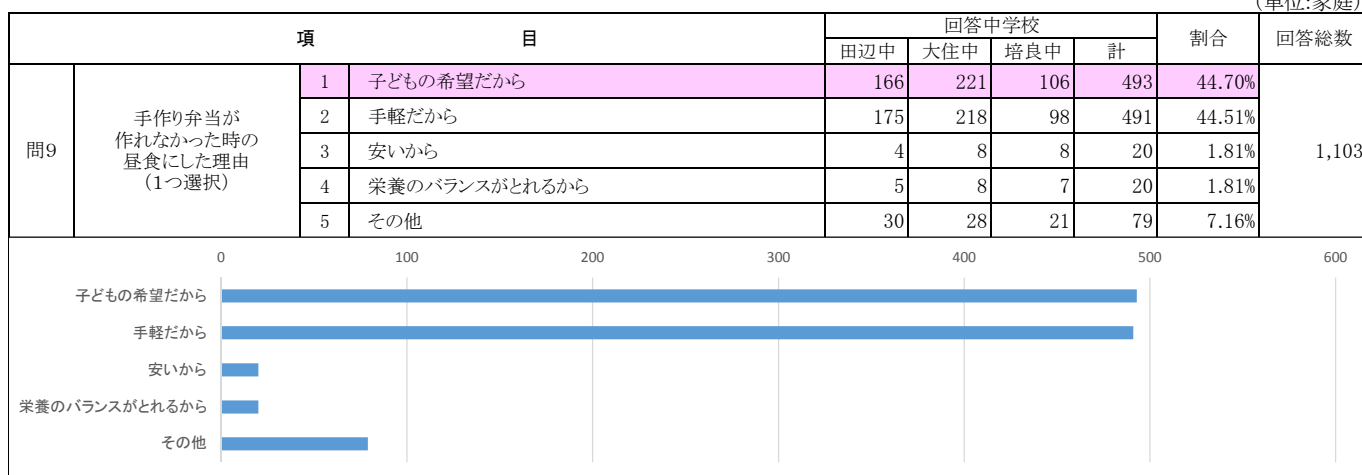 (単位:家庭)
項 目 回答中学校 割合 回答総数
田辺中 大住中 培良中 計
問9 手作り弁当が作れなかった時の昼食にした理由(1つ選択)
1 子どもの希望だから 166 221 106 493 44.70% 1,103
2 手軽だから 175 218 98 491 44.51%
3 安いから 4 8 8 20 1.81%
4 栄養のバランスがとれるから 5 8 7 20 1.81%
5 その他 30 28 21 79 7.16%
0 100 200 300 400 500 600
子どもの希望だから
手軽だから
安いから
栄養のバランスがとれるから
その他